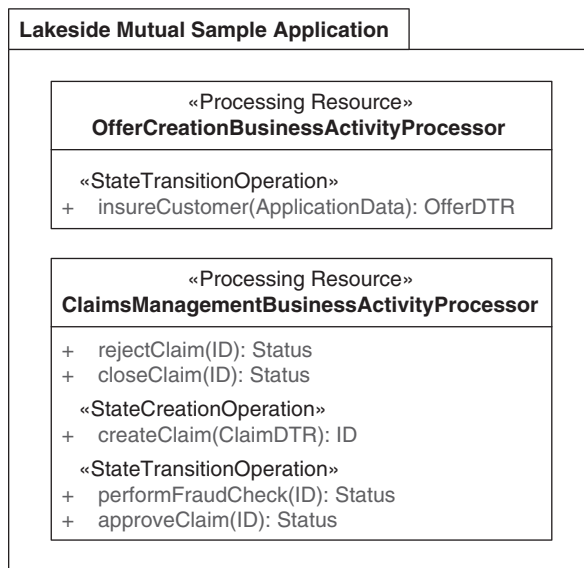 Lakeside Mutual Sample Application
«Processing Resource»
OfferCreationBusinessActivityProcessor
«StateTransitionOperation»
+ insureCustomer(ApplicationData): OfferDTR
«Processing Resource»
ClaimsManagementBusinessActivityProcessor
+ rejectClaim(ID): Status
+ closeClaim(ID): Status
«StateCreationOperation»
+ createClaim(ClaimDTR): ID
«StateTransitionOperation»
+ performFraudCheck(ID): Status
+ approveClaim(ID): Status